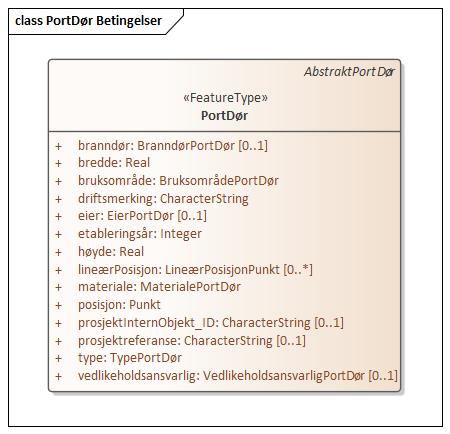 class PortDør Betingelser
AbstraktPortDør
«FeatureType»
PortDør
+ branndør: BranndørPortDør [0..1]
+ bredde: Real
+ bruksområde: BruksområdePortDør
+ driftsmerking: CharacterString
+ eier: EierPortDør [0..1]
+ etableringsår: Integer
+ høyde: Real
+ lineærPosisjon: LineærPosisjonPunkt [0..*]
+ materiale: MaterialePortDør
+ posisjon: Punkt
+ prosjektInternObjekt_ID: CharacterString [0..1]
+ prosjektreferanse: CharacterString [0..1]
+ type: TypePortDør
+ vedlikeholdsansvarlig: VedlikeholdsansvarligPortDør [0..1]